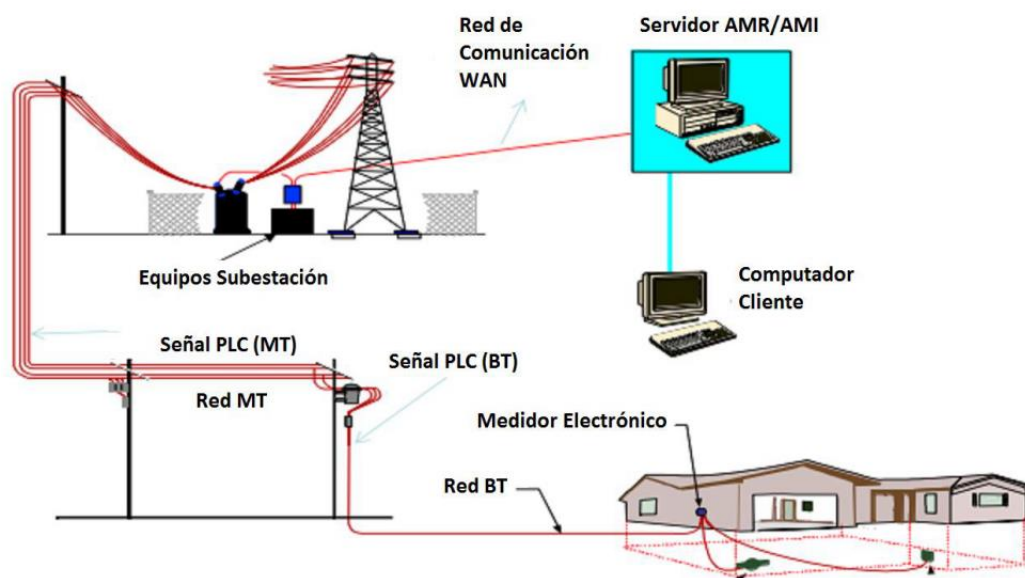 Red de
Comunicación
WAN
Servidor AMR/AMI
Equipos Subestación
Computador
Cliente
Señal PLC (MT)
Señal PLC (BT)
Red MT
Medidor Electrónico
Red BT